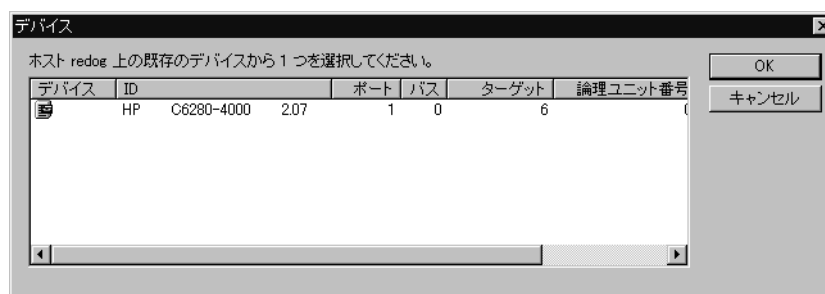 デバイス
ホスト redog 上の既存のデバイスから 1 つを選択してください。
OK
キャンセル
デバイス ID ポート バス ターゲット 論理ユニット番号
HP C6280-4000 2.07 1 0 6